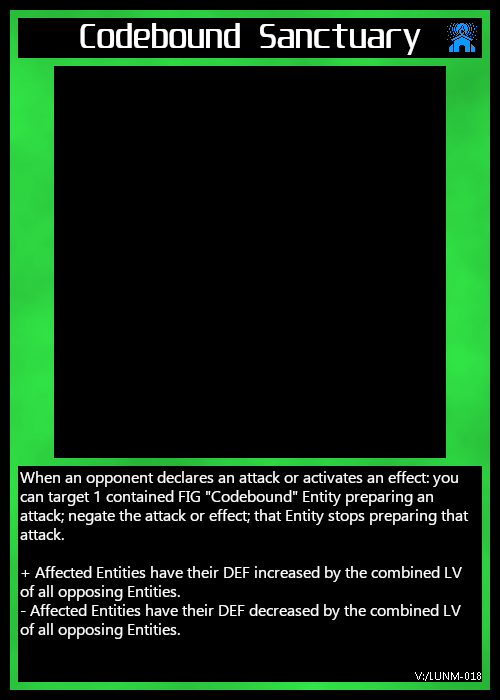 Codebound Sanctuary
When an opponent declares an attack or activates an effect: you
can target 1 contained FIG "Codebound" Entity preparing an
attack; negate the attack or effect; that Entity stops preparing that
attack.
+ Affected Entities have their DEF increased by the combined LV
of all opposing Entities.
- Affected Entities have their DEF decreased by the combined LV
of all opposing Entities.
V:/LUNM-018